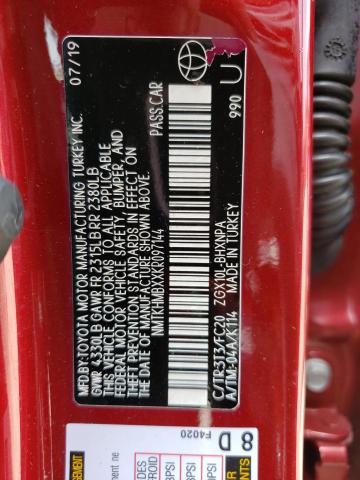 MFD.BY:TOYOTA MOTOR MANUFACTURING TURKEY INC. 07/19
GVWR 4330LB GAWR FR 2315LB RR 2380LB
THIS VEHICLE CONFORMS TO ALL APPLICABLE
FEDERAL MOTOR VEHICLE SAFETY, BUMPER, AND
THEFT PREVENTION STANDARDS IN EFFECT ON
THE DATE OF MANUFACTURE SHOWN ABOVE.
NMTKHMBXXKR097144 PASS.CAR
C/TR:3T3/FC20 ZGX10L-BHXNPA 990 U
A/TM:-04A/K114 MADE IN TURKEY
8 D
F4020